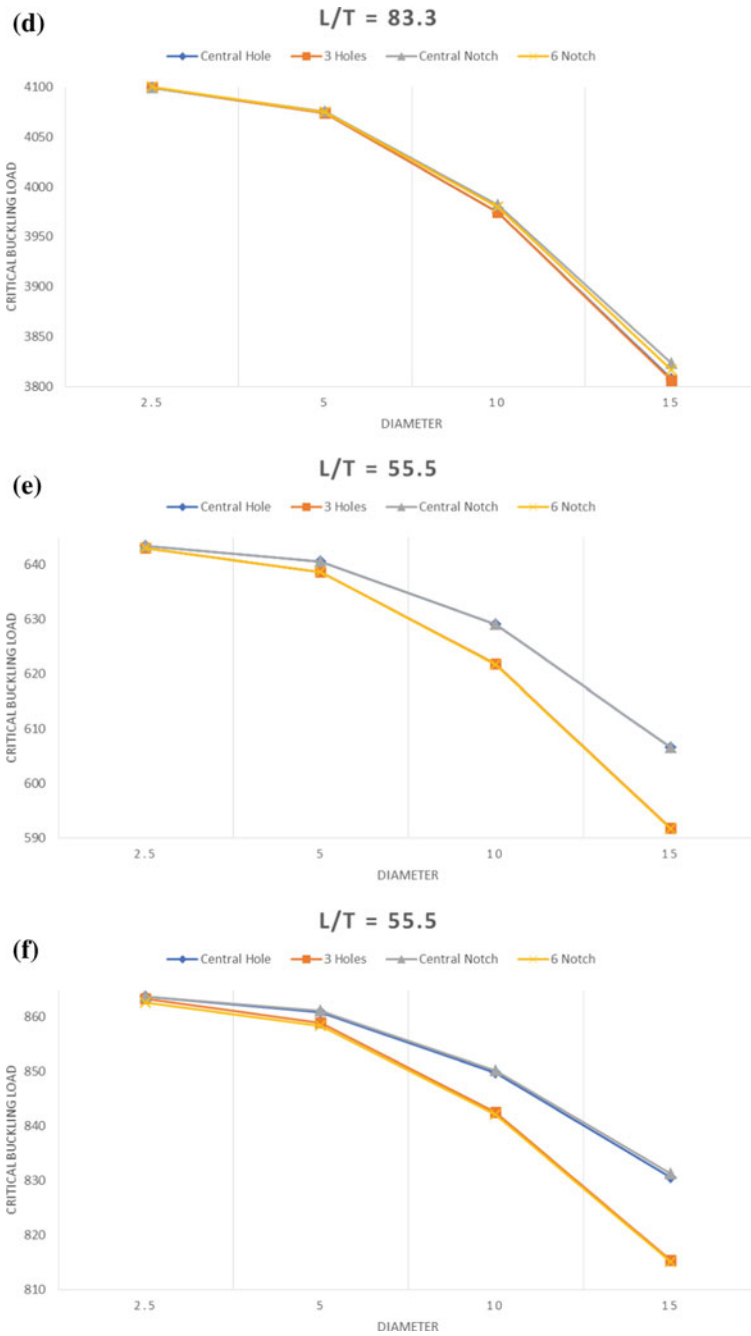 (d)
L/T = 83.3
Central Hole 3 Holes Central Notch 6 Notch
4100
4050
4000
3950
3900
3850
3800
CRITICAL BUCKLING LOAD
2.5 5 10 15
DIAMETER
(e)
L/T = 55.5
Central Hole 3 Holes Central Notch 6 Notch
640
630
620
610
600
590
CRITICAL BUCKLING LOAD
2.5 5 10 15
DIAMETER
(f)
L/T = 55.5
Central Hole 3 Holes Central Notch 6 Notch
860
850
840
830
820
810
CRITICAL BUCKLING LOAD
2.5 5 10 15
DIAMETER